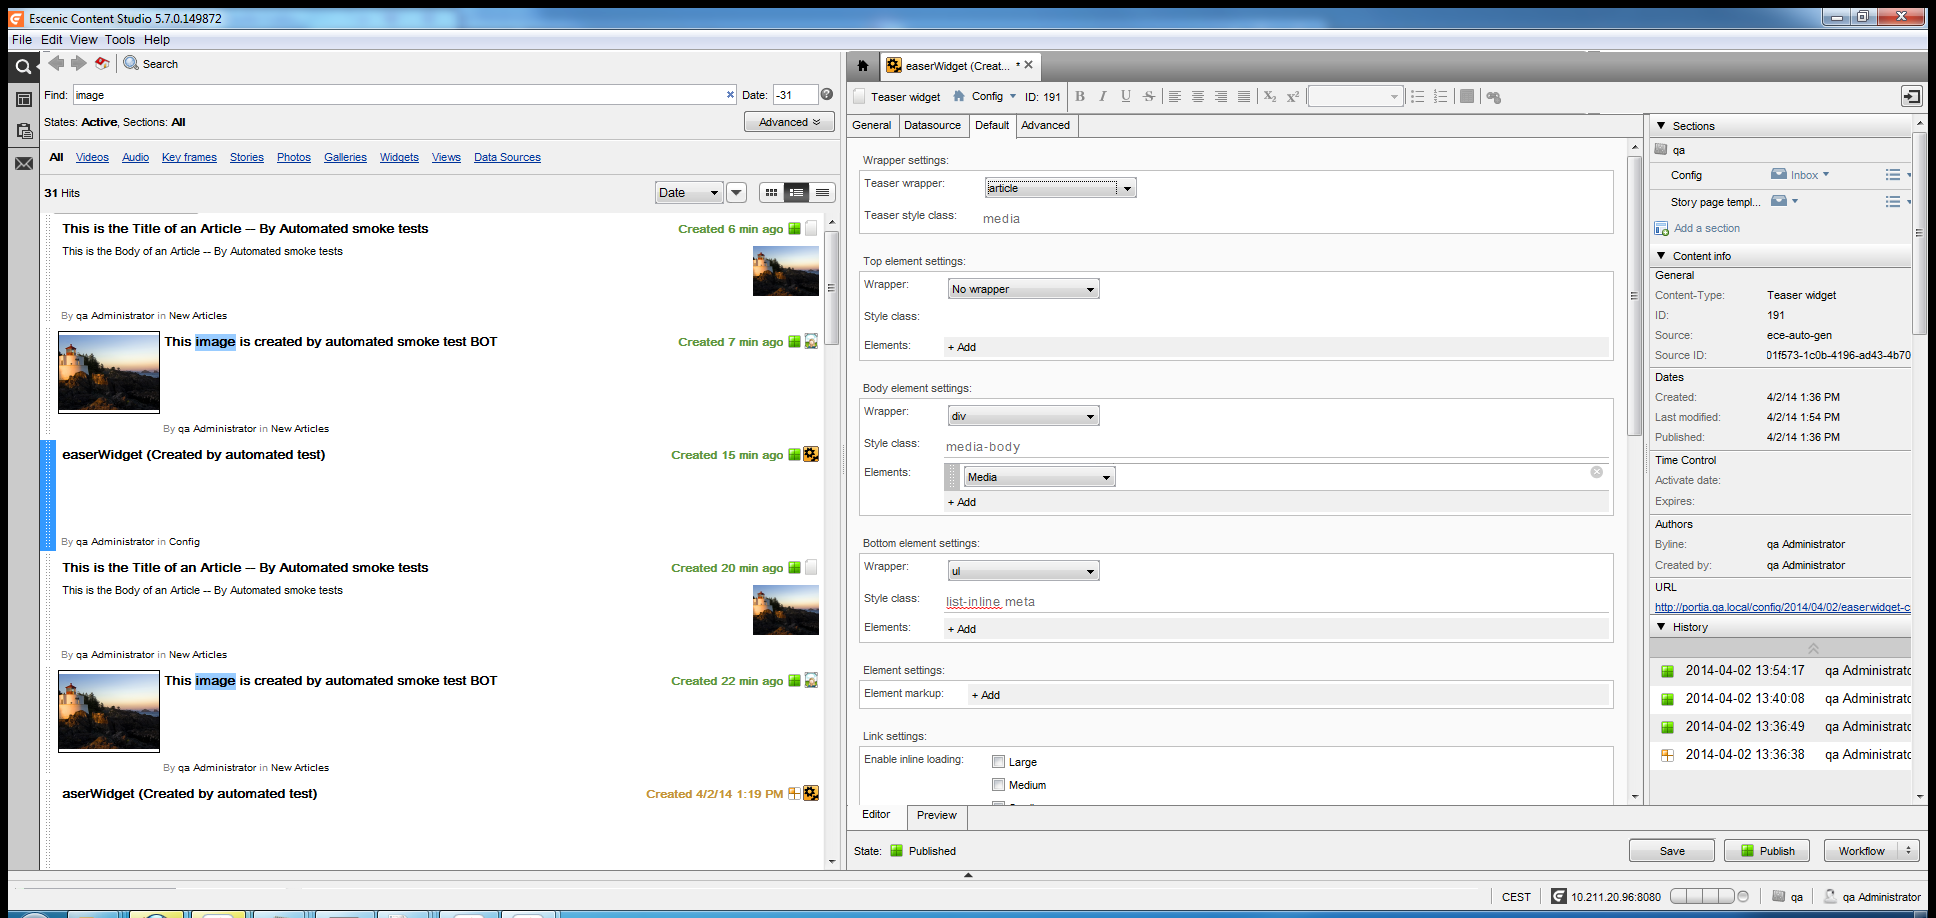 Escenic Content Studio 5.7.0.149872
File Edit View Tools Help
Search
Find: image Date: -31
States: Active, Sections: All
Advanced
All Videos Audio Key frames Stories Photos Galleries Widgets Views Data Sources
31 Hits
Date
This is the Title of an Article -- By Automated smoke tests
Created 6 min ago
This is the Body of an Article -- By Automated smoke tests
By qa Administrator in New Articles
This image is created by automated smoke test BOT
Created 7 min ago
By qa Administrator in New Articles
easerWidget (Created by automated test)
Created 15 min ago
By qa Administrator in Config
This is the Title of an Article -- By Automated smoke tests
Created 20 min ago
This is the Body of an Article -- By Automated smoke tests
By qa Administrator in New Articles
This image is created by automated smoke test BOT
Created 22 min ago
By qa Administrator in New Articles
aserWidget (Created by automated test)
Created 4/2/14 1:19 PM
easerWidget (Creat... *
Teaser widget Config ID: 191 B I U S X2 X2
General Datasource Default Advanced
Wrapper settings:
Teaser wrapper: article
Teaser style class: media
Top element settings:
Wrapper: No wrapper
Style class:
Elements: + Add
Body element settings:
Wrapper: div
Style class: media-body
Elements: Media
+ Add
Bottom element settings:
Wrapper: ul
Style class: list-inline meta
Elements: + Add
Element settings:
Element markup: + Add
Link settings:
Enable inline loading: Large
Medium
Editor Preview
State: Published
Save Publish Workflow
Sections
qa
Config Inbox
Story page templ...
Add a section
Content info
General
Content-Type: Teaser widget
ID: 191
Source: ece-auto-gen
Source ID: 01f573-1c0b-4196-ad43-4b70
Dates
Created: 4/2/14 1:36 PM
Last modified: 4/2/14 1:54 PM
Published: 4/2/14 1:36 PM
Time Control
Activate date:
Expires:
Authors
Byline: qa Administrator
Created by: qa Administrator
URL
http://portia.qa.local/config/2014/04/02/easerwidget-c
History
2014-04-02 13:54:17 qa Administratc
2014-04-02 13:40:08 qa Administratc
2014-04-02 13:36:49 qa Administratc
2014-04-02 13:36:38 qa Administratc
CEST 10.211.20.96:8080 qa qa Administrator